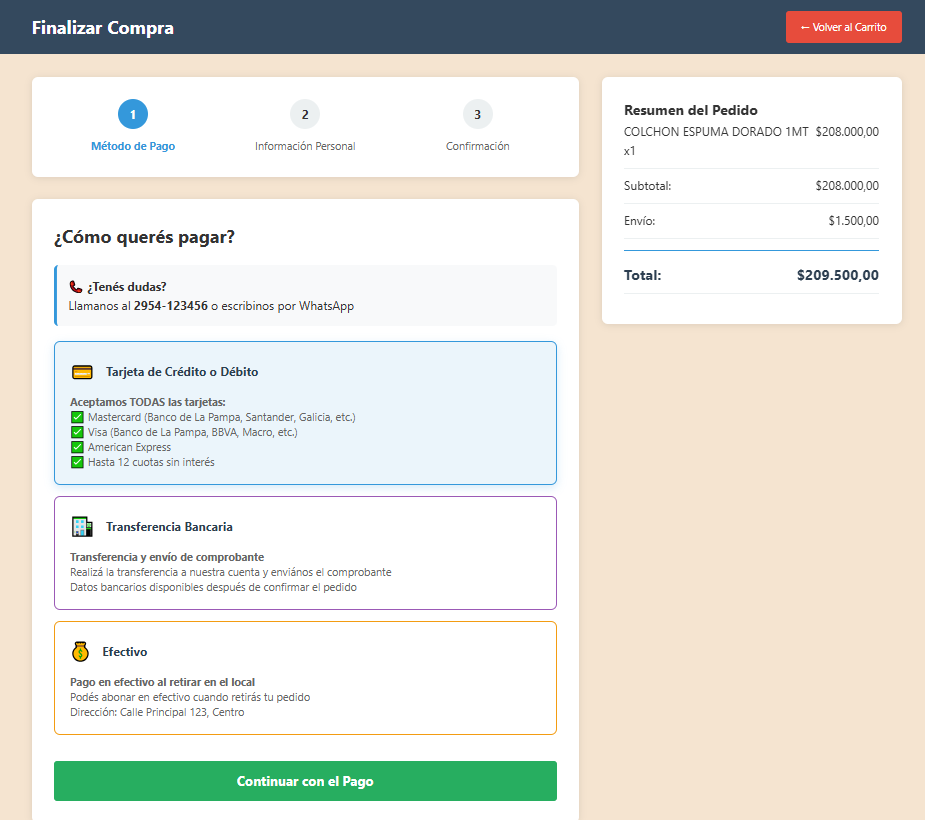 Finalizar Compra
← Volver al Carrito
1
2
3
Método de Pago
Información Personal
Confirmación
¿Cómo querés pagar?
¿Tenés dudas?
Llamanos al 2954-123456 o escribinos por WhatsApp
Tarjeta de Crédito o Débito
Aceptamos TODAS las tarjetas:
✅ Mastercard (Banco de La Pampa, Santander, Galicia, etc.)
✅ Visa (Banco de La Pampa, BBVA, Macro, etc.)
✅ American Express
✅ Hasta 12 cuotas sin interés
Transferencia Bancaria
Transferencia y envío de comprobante
Realizá la transferencia a nuestra cuenta y enviános el comprobante
Datos bancarios disponibles después de confirmar el pedido
Efectivo
Pago en efectivo al retirar en el local
Podés abonar en efectivo cuando retirás tu pedido
Dirección: Calle Principal 123, Centro
Continuar con el Pago
Resumen del Pedido
COLCHON ESPUMA DORADO 1MT $208.000,00
x1
Subtotal: $208.000,00
Envío: $1.500,00
Total: $209.500,00